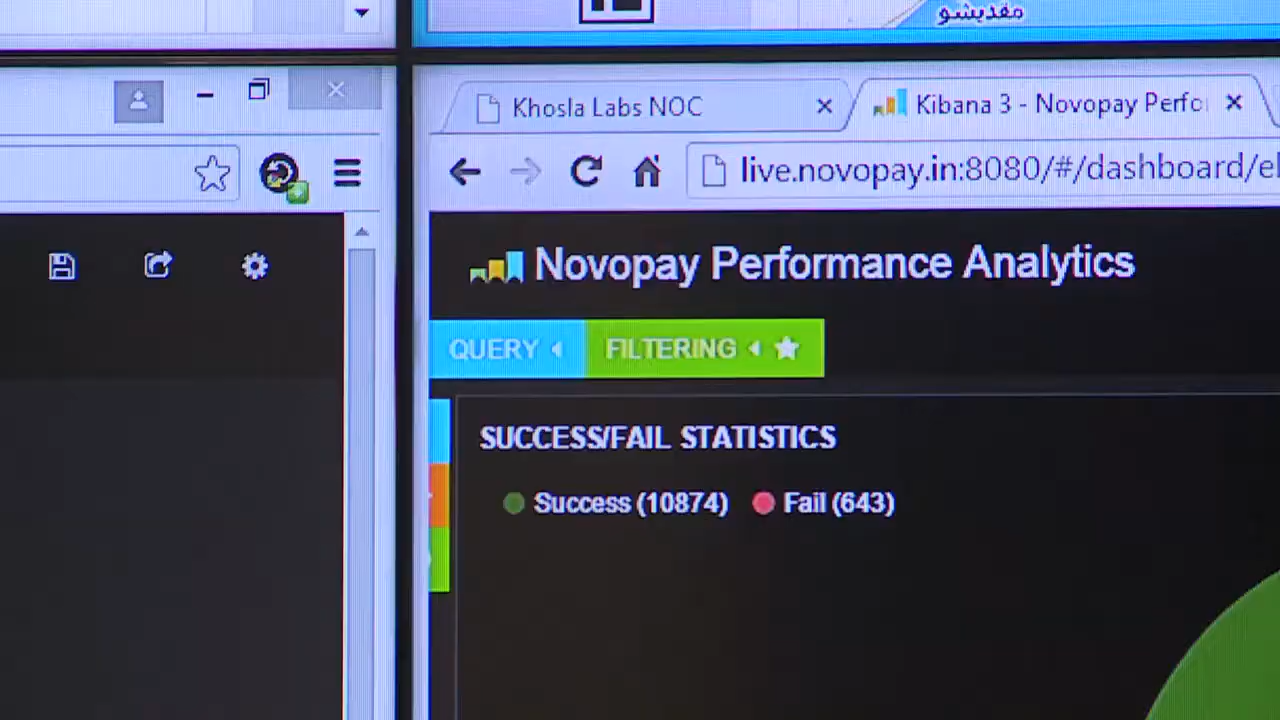 مقديشو
Khosla Labs NOC
Kibana 3 - Novopay Perfo
live.novopay.in:8080/#/dashboard/el
Novopay Performance Analytics
QUERY
FILTERING
SUCCESS/FAIL STATISTICS
Success (10874) Fail (643)